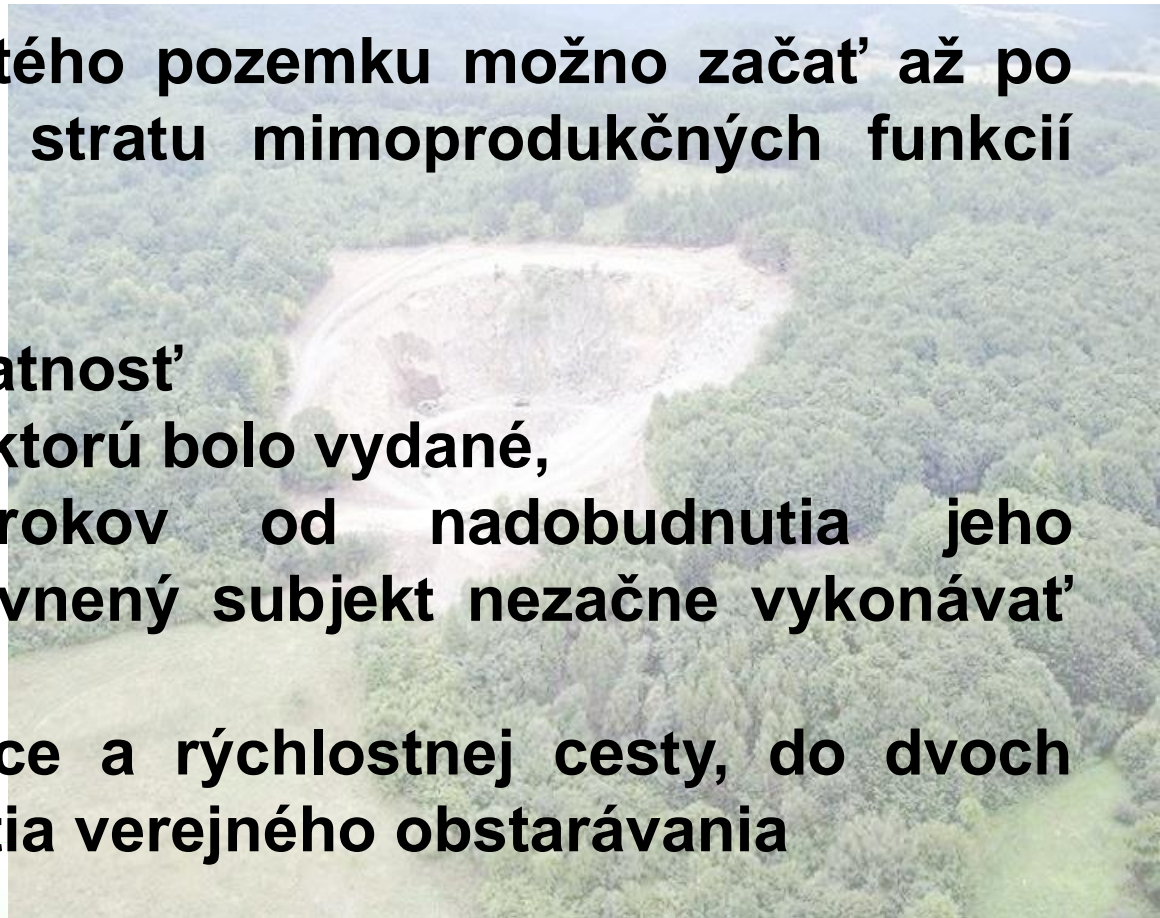 tého pozemku možno začať až po
stratu mimoprodukčných funkcií
atnosť
ktorú bolo vydané,
rokov od nadobudnutia jeho
vnený subjekt nezačne vykonávať
ce a rýchlostnej cesty, do dvoch
tia verejného obstarávania